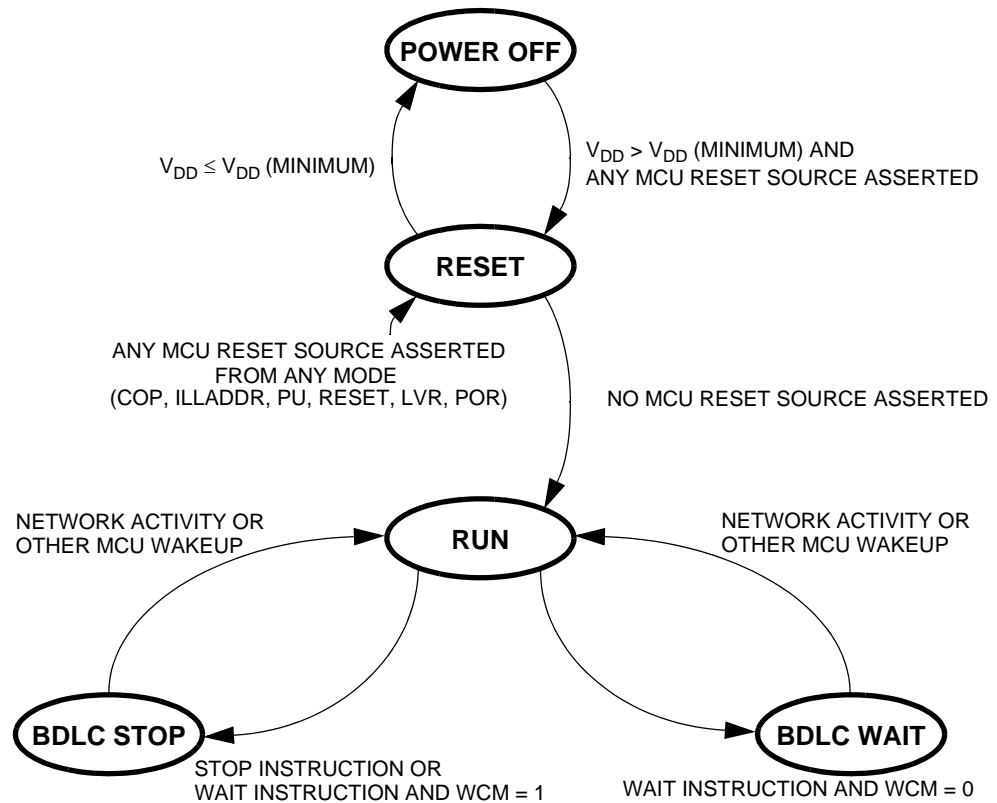 POWER OFF
V_DD ≤ V_DD (MINIMUM)
V_DD > V_DD (MINIMUM) AND
ANY MCU RESET SOURCE ASSERTED
RESET
ANY MCU RESET SOURCE ASSERTED
FROM ANY MODE
(COP, ILLADDR, PU, RESET, LVR, POR)
NO MCU RESET SOURCE ASSERTED
NETWORK ACTIVITY OR
OTHER MCU WAKEUP
RUN
NETWORK ACTIVITY OR
OTHER MCU WAKEUP
BDLC STOP
BDLC WAIT
STOP INSTRUCTION OR
WAIT INSTRUCTION AND WCM = 1
WAIT INSTRUCTION AND WCM = 0